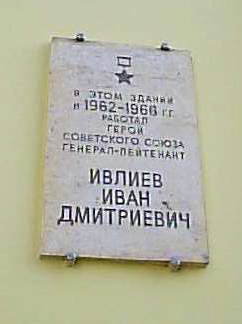 В ЭТОМ ЗДАНИИ
В 1962-1966 ГГ.
РАБОТАЛ
ГЕРОЙ
СОВЕТСКОГО СОЮЗА
ГЕНЕРАЛ-ЛЕЙТЕНАНТ
ИВЛИЕВ
ИВАН
ДМИТРИЕВИЧ